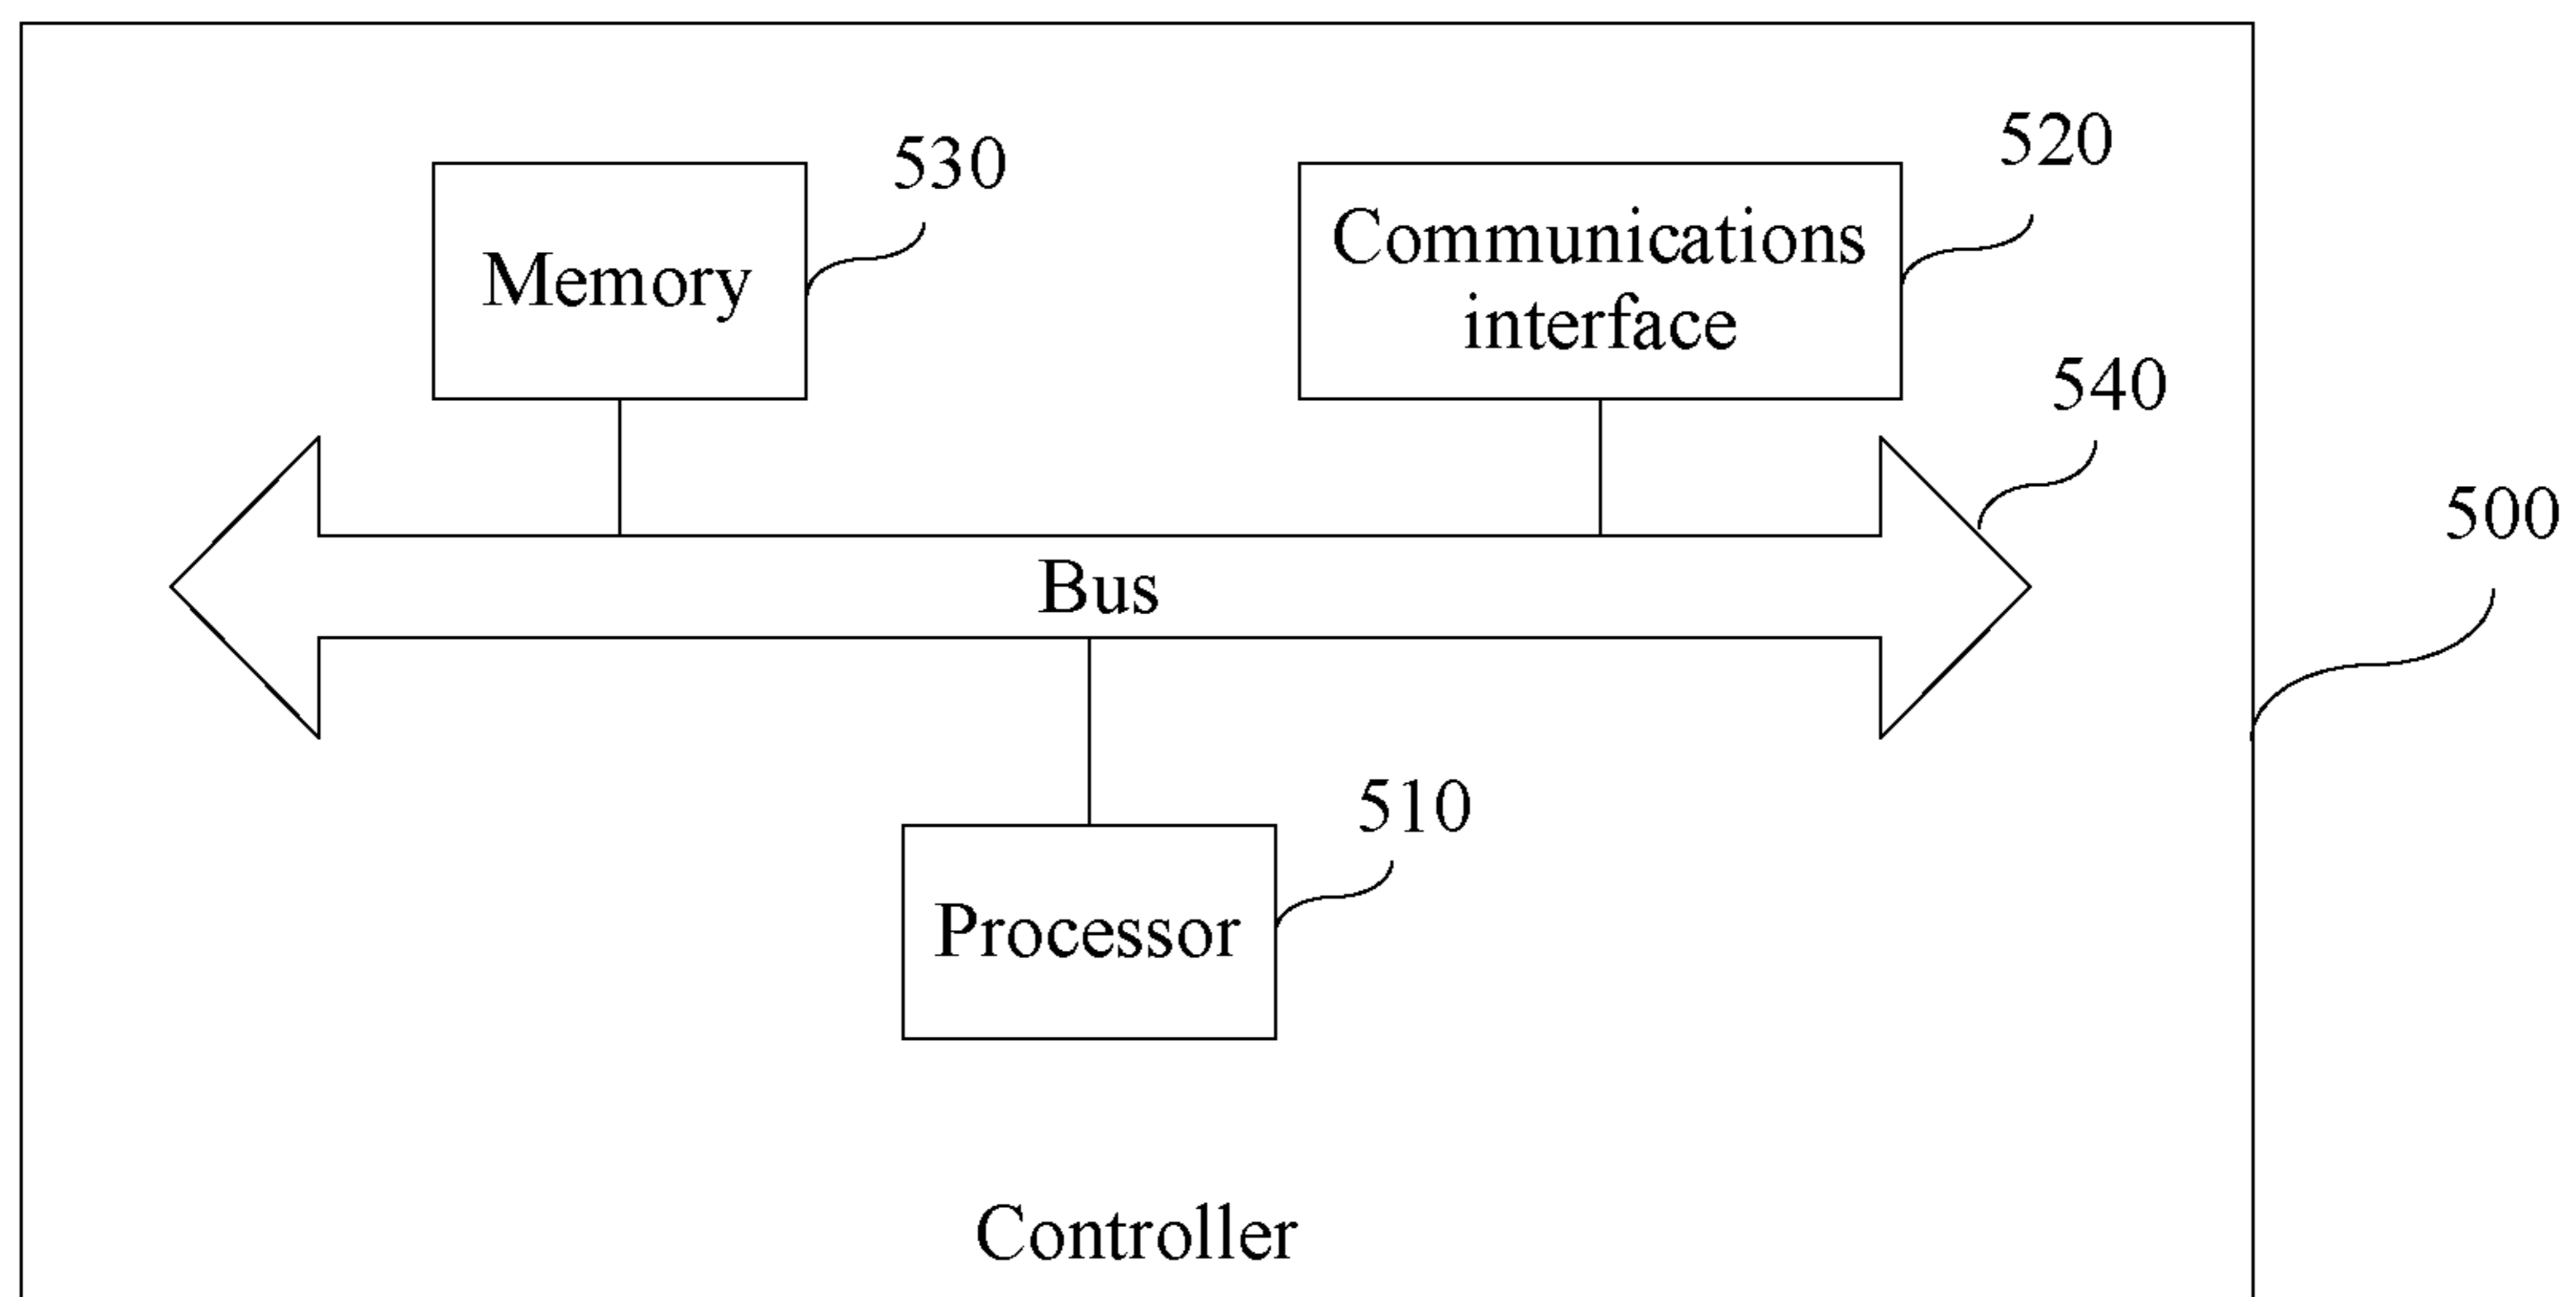 530
520
Memory
Communications
interface
540
500
Bus
510
Processor
Controller